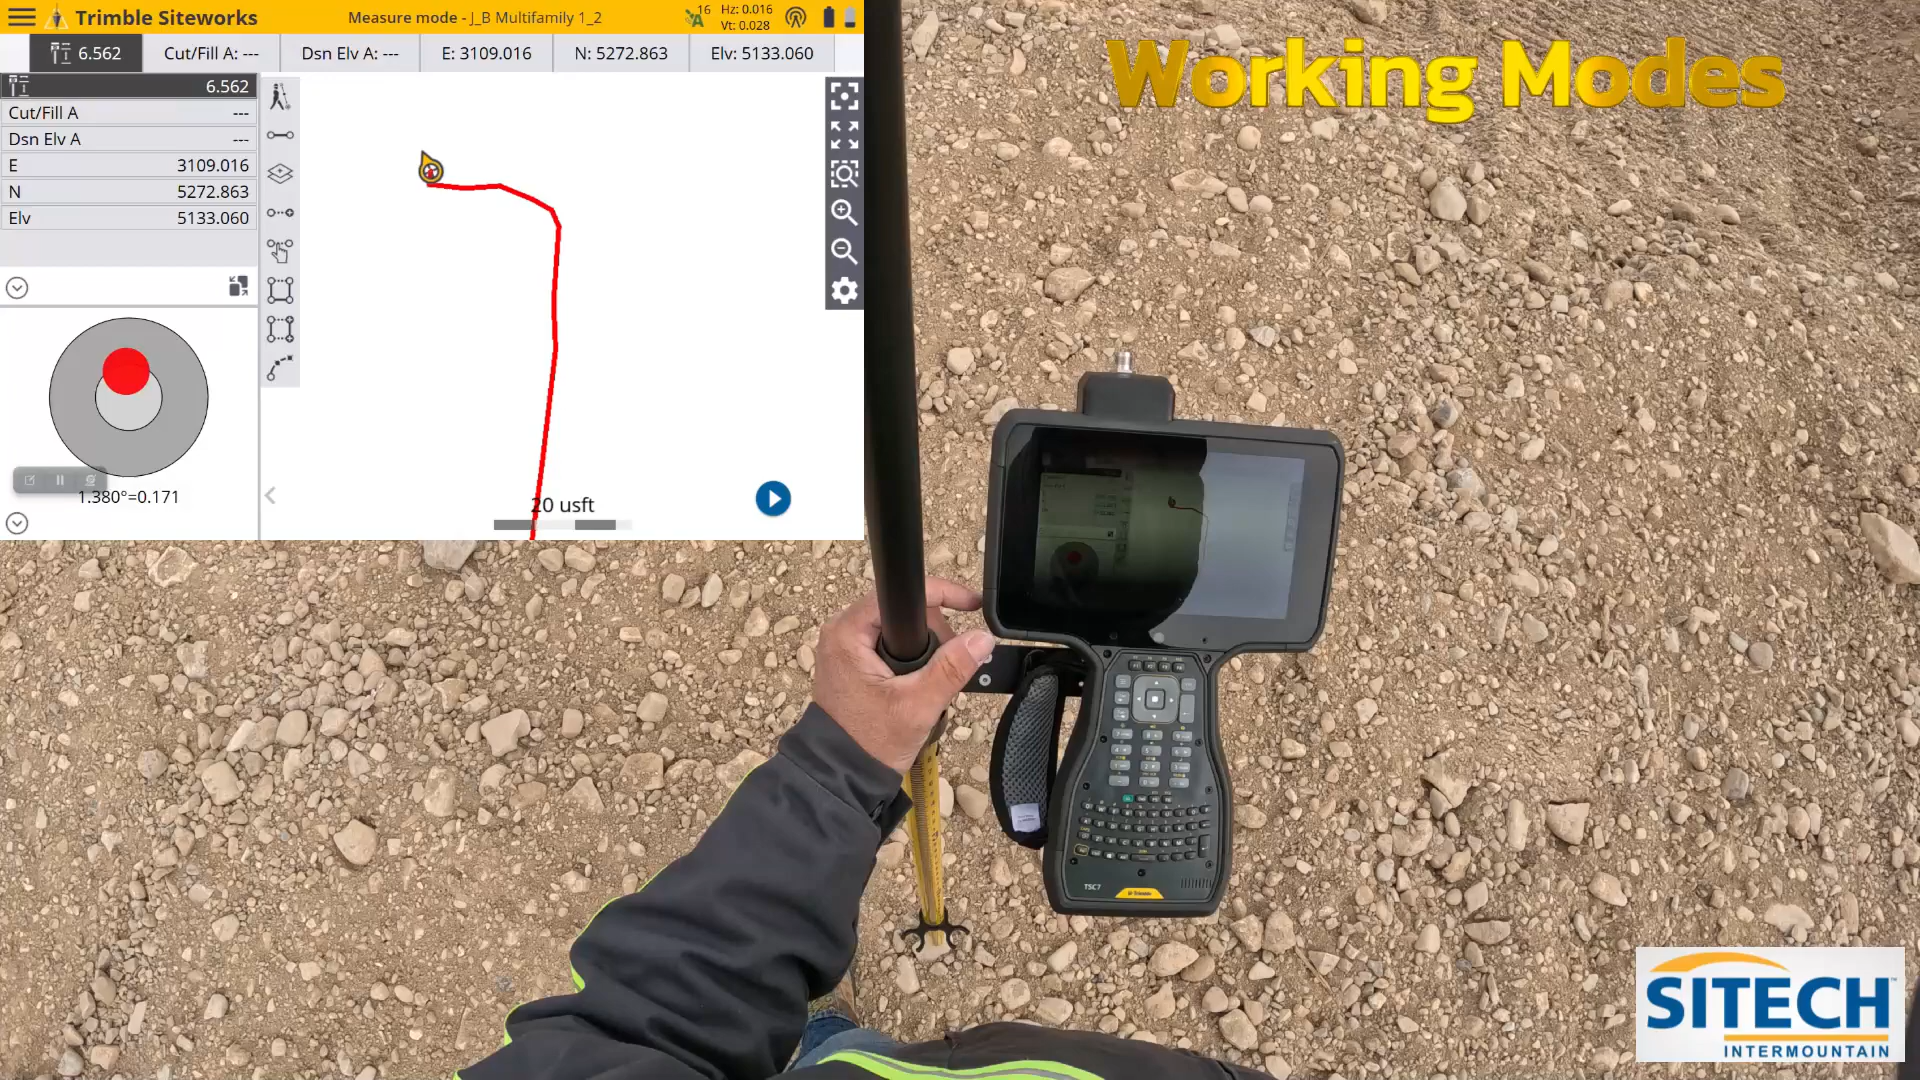 Trimble Siteworks
Measure mode - J_B Multifamily 1_2
16
Hz: 0.016
Vt: 0.028
6.562
Cut/Fill A: ---
Dsn Elv A: ---
E: 3109.016
N: 5272.863
Elv: 5133.060
6.562
Cut/Fill A ---
Dsn Elv A ---
E 3109.016
N 5272.863
Elv 5133.060
1.380°=0.171
20 usft
Working Modes
TSC7
Trimble
SITECH
INTERMOUNTAIN